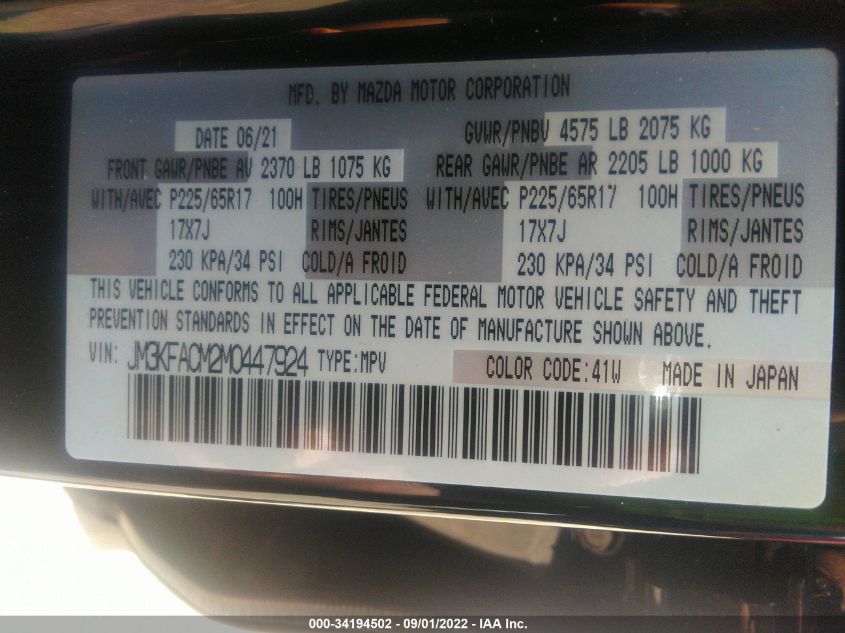 MFD. BY MAZDA MOTOR CORPORATION
DATE 06/21 GVWR/PNBV 4575 LB 2075 KG
FRONT GAWR/PNBE AV 2370 LB 1075 KG REAR GAWR/PNBE AR 2205 LB 1000 KG
WITH/AVEC P225/65R17 100H TIRES/PNEUS WITH/AVEC P225/65R17 100H TIRES/PNEUS
17X7J RIMS/JANTES 17X7J RIMS/JANTES
230 KPA/34 PSI COLD/A FROID 230 KPA/34 PSI COLD/A FROID
THIS VEHICLE CONFORMS TO ALL APPLICABLE FEDERAL MOTOR VEHICLE SAFETY AND THEFT
PREVENTION STANDARDS IN EFFECT ON THE DATE OF MANUFACTURE SHOWN ABOVE.
VIN: JM3KFACM2M0447924 TYPE:MPV COLOR CODE:41W MADE IN JAPAN
000-34194502 - 09/01/2022 - IAA Inc.